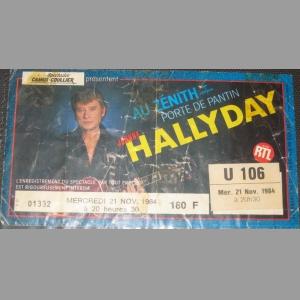 Spectacles
CAMUS-COULLIER
présentent
AU ZENITH
PORTE DE PANTIN
HALLYDAY
RTL
L'ENREGISTREMENT DU SPECTACLE
EST RIGOUREUSEMENT INTERDIT
U 106
Mer. 21 Nov. 1984
à 20h30
01332
MERCREDI 21 NOV. 1984
à 20 heures 30
160 F